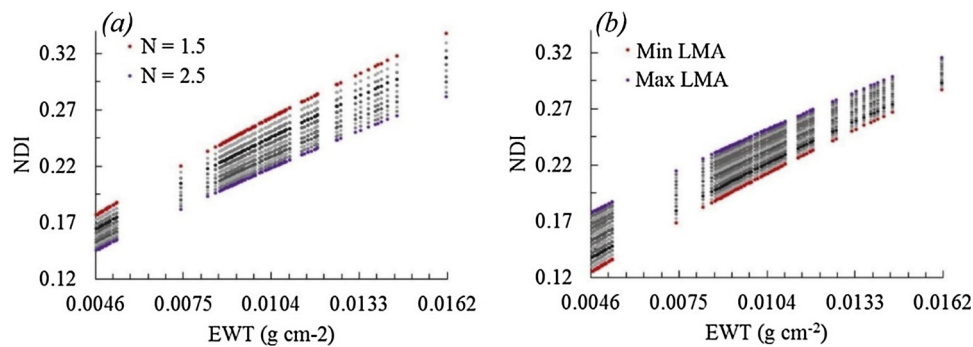 (a)
N = 1.5
N = 2.5
NDI
0.32
0.27
0.22
0.17
0.12
0.0046 0.0075 0.0104 0.0133 0.0162
EWT (g cm-2)
(b)
Min LMA
Max LMA
NDI
0.32
0.27
0.22
0.17
0.12
0.0046 0.0075 0.0104 0.0133 0.0162
EWT (g cm⁻²)